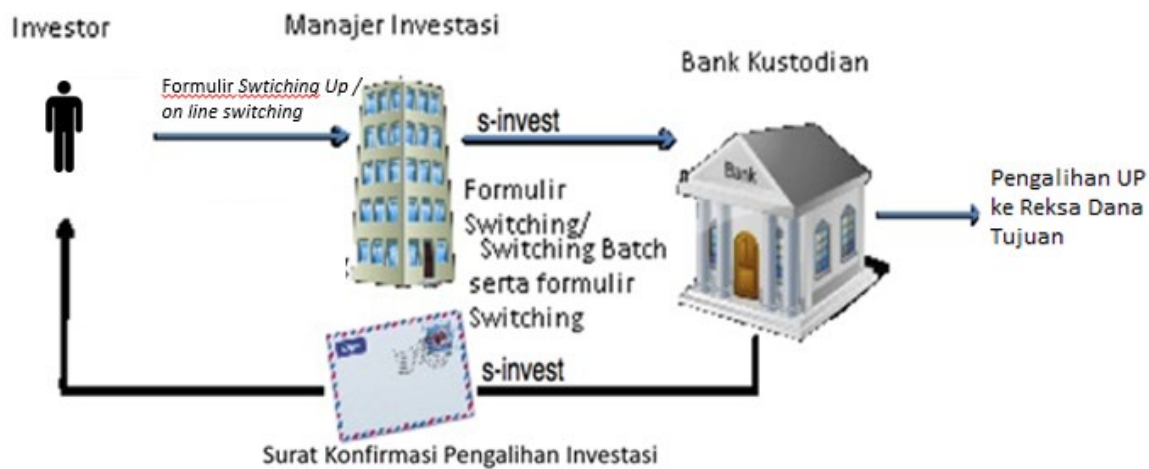 Investor
Manajer Investasi
Bank Kustodian
Formulir Swtiching Up /
on line switching
s-invest
Bank
Formulir
Switching/
Switching Batch
serta formulir
Switching
Pengalihan UP
ke Reksa Dana
Tujuan
s-invest
Surat Konfirmasi Pengalihan Investasi